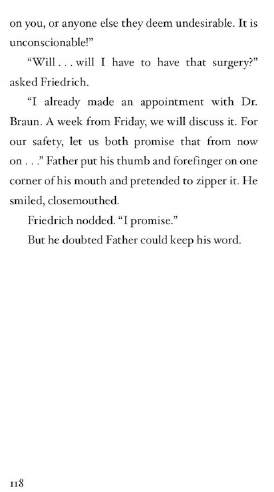 on you, or anyone else they deem undesirable. It is
unconscionable!”
“Will . . . will I have to have that surgery?”
asked Friedrich.
“I already made an appointment with Dr.
Braun. A week from Friday, we will discuss it. For
our safety, let us both promise that from now
on . . .” Father put his thumb and forefinger on one
corner of his mouth and pretended to zipper it. He
smiled, closemouthed.
Friedrich nodded. “I promise.”
But he doubted Father could keep his word.
118